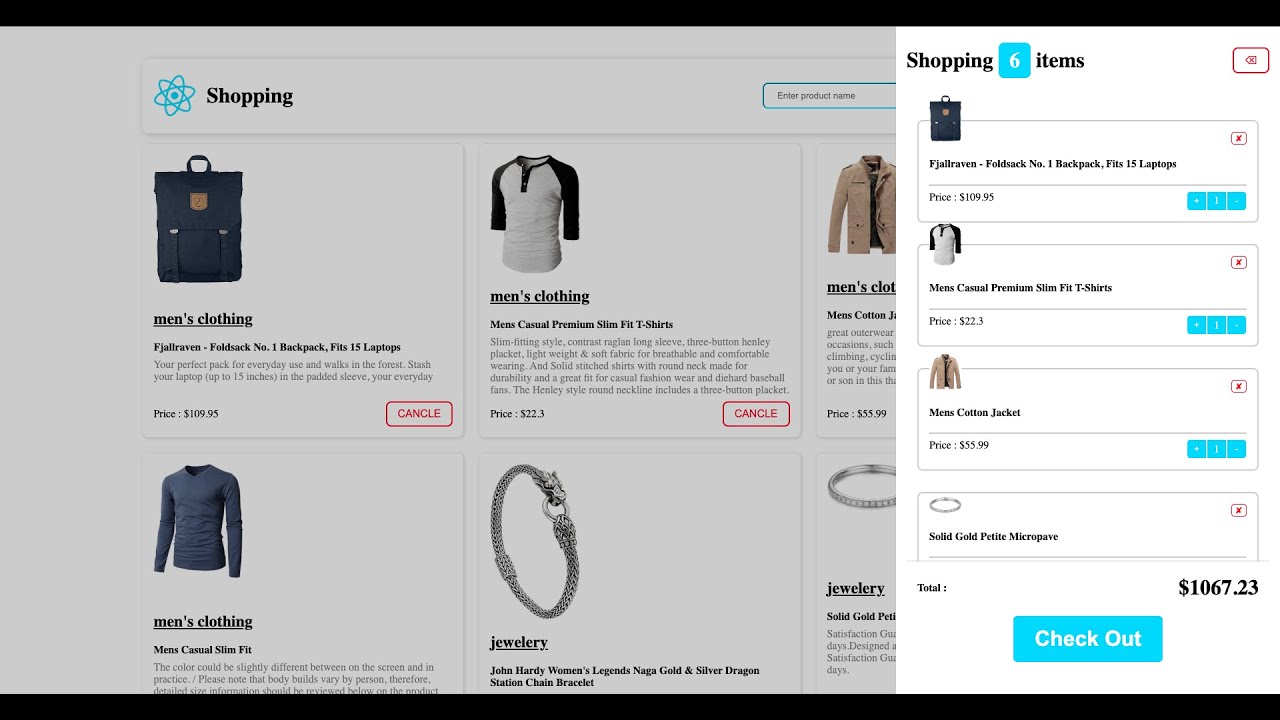 Shopping
Enter product name
men's clothing
Fjallraven - Foldsack No. 1 Backpack, Fits 15 Laptops
Your perfect pack for everyday use and walks in the forest. Stash
your laptop (up to 15 inches) in the padded sleeve, your everyday
Price : $109.95
CANCLE
men's clothing
Mens Casual Premium Slim Fit T-Shirts
Slim-fitting style, contrast raglan long sleeve, three-button henley
placket, light weight & soft fabric for breathable and comfortable
wearing. And Solid stitched shirts with round neck made for
durability and a great fit for casual fashion wear and diehard baseball
fans. The Henley style round neckline includes a three-button placket.
Price : $22.3
CANCLE
men's clot
Mens Cotton Ja
great outerwear
occasions, such
climbing, cyclin
you or your fam
or son in this tha
Price : $55.99
men's clothing
Mens Casual Slim Fit
The color could be slightly different between on the screen and in
practice. / Please note that body builds vary by person, therefore,
detailed size information should be reviewed below on the product
jewelery
John Hardy Women's Legends Naga Gold & Silver Dragon
Station Chain Bracelet
jewelery
Solid Gold Peti
Satisfaction Gua
days.Designed a
Satisfaction Gua
days.
Shopping 6 items
Fjallraven - Foldsack No. 1 Backpack, Fits 15 Laptops
Price : $109.95
+ 1 -
Mens Casual Premium Slim Fit T-Shirts
Price : $22.3
+ 1 -
Mens Cotton Jacket
Price : $55.99
+ 1 -
Solid Gold Petite Micropave
Total :
$1067.23
Check Out